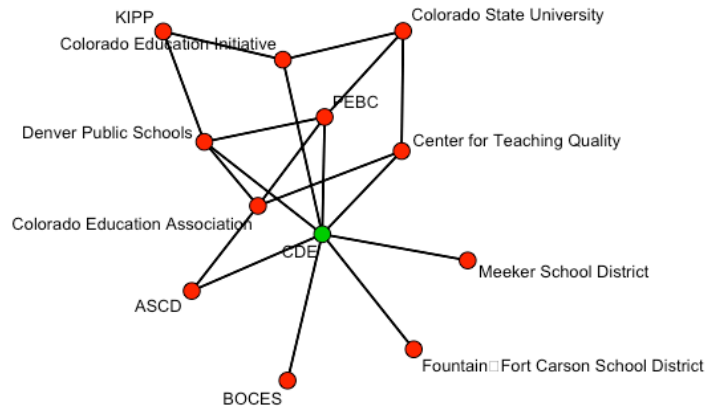 KIPP
Colorado State University
Colorado Education Initiative
PEBC
Denver Public Schools
Center for Teaching Quality
Colorado Education Association
CDE
Meeker School District
ASCD
Fountain□Fort Carson School District
BOCES